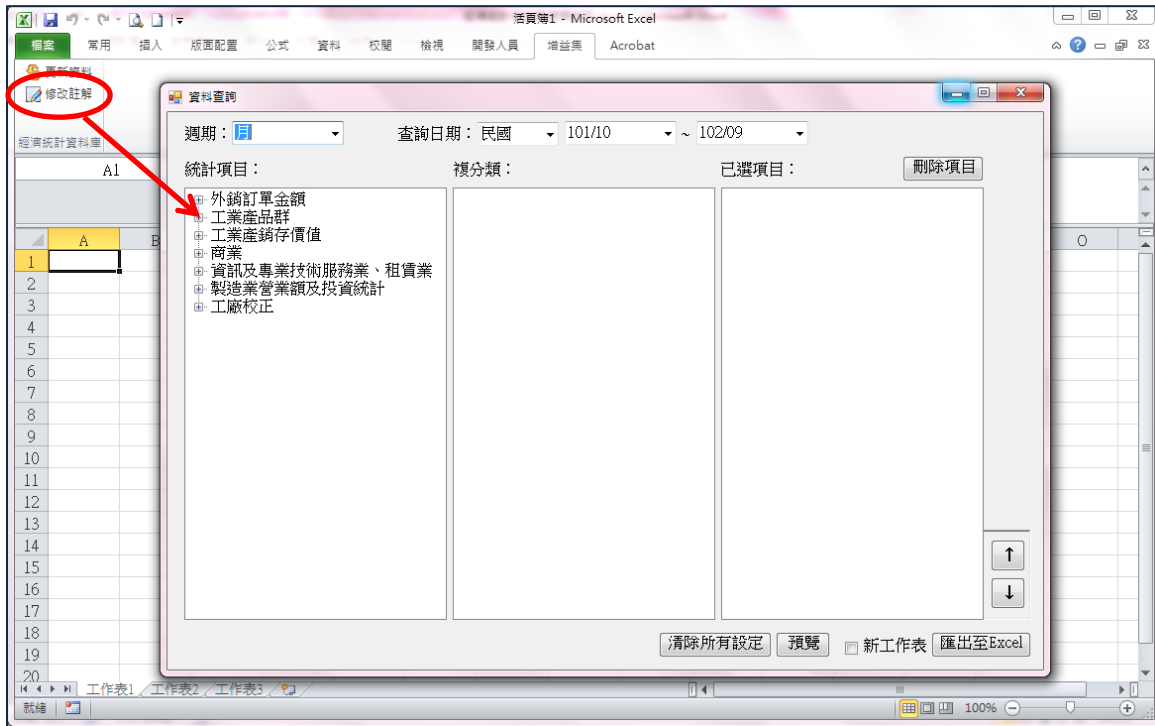 活頁簿1 - Microsoft Excel
檔案 常用 插入 版面配置 公式 資料 校閱 檢視 開發人員 增益集 Acrobat
更新資料
修改註解
經濟統計資料庫
A1
資料查詢
週期： 月 查詢日期： 民國 101/10 ~ 102/09
統計項目： 複分類： 已選項目： 刪除項目
外銷訂單金額
工業產品群
工業產銷存價值
商業
資訊及專業技術服務業、租賃業
製造業營業額及投資統計
工廠校正
↑
↓
清除所有設定 預覽 新工作表 匯出至Excel
A B O
1
2
3
4
5
6
7
8
9
10
11
12
13
14
15
16
17
18
19
20
工作表1 工作表2 工作表3
就緒 100%